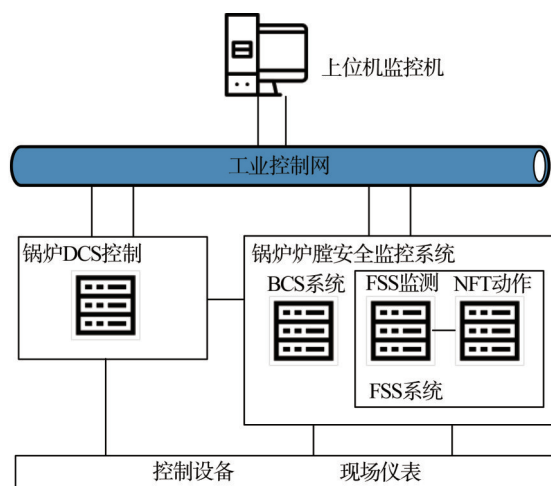 上位机监控机
工业控制网
锅炉DCS控制
锅炉炉膛安全监控系统
BCS系统
FSS监测
NFT动作
FSS系统
控制设备
现场仪表